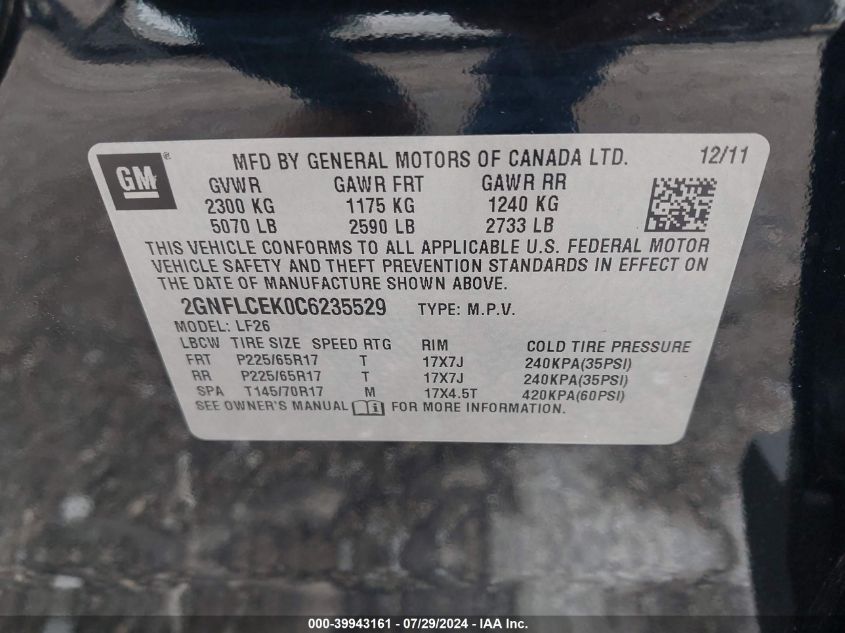 GM ® MFD BY GENERAL MOTORS OF CANADA LTD. 12/11
GVWR GAWR FRT GAWR RR
2300 KG 1175 KG 1240 KG
5070 LB 2590 LB 2733 LB
THIS VEHICLE CONFORMS TO ALL APPLICABLE U.S. FEDERAL MOTOR
VEHICLE SAFETY AND THEFT PREVENTION STANDARDS IN EFFECT ON
THE DATE OF MANUFACTURE SHOWN ABOVE.
2GNFLCEK0C6235529 TYPE: M.P.V.
MODEL: LF26
LBCW TIRE SIZE SPEED RTG RIM COLD TIRE PRESSURE
FRT P225/65R17 T 17X7J 240KPA(35PSI)
RR P225/65R17 T 17X7J 240KPA(35PSI)
SPA T145/70R17 M 17X4.5T 420KPA(60PSI)
SEE OWNER'S MANUAL FOR MORE INFORMATION.
000-39943161 - 07/29/2024 - IAA Inc.